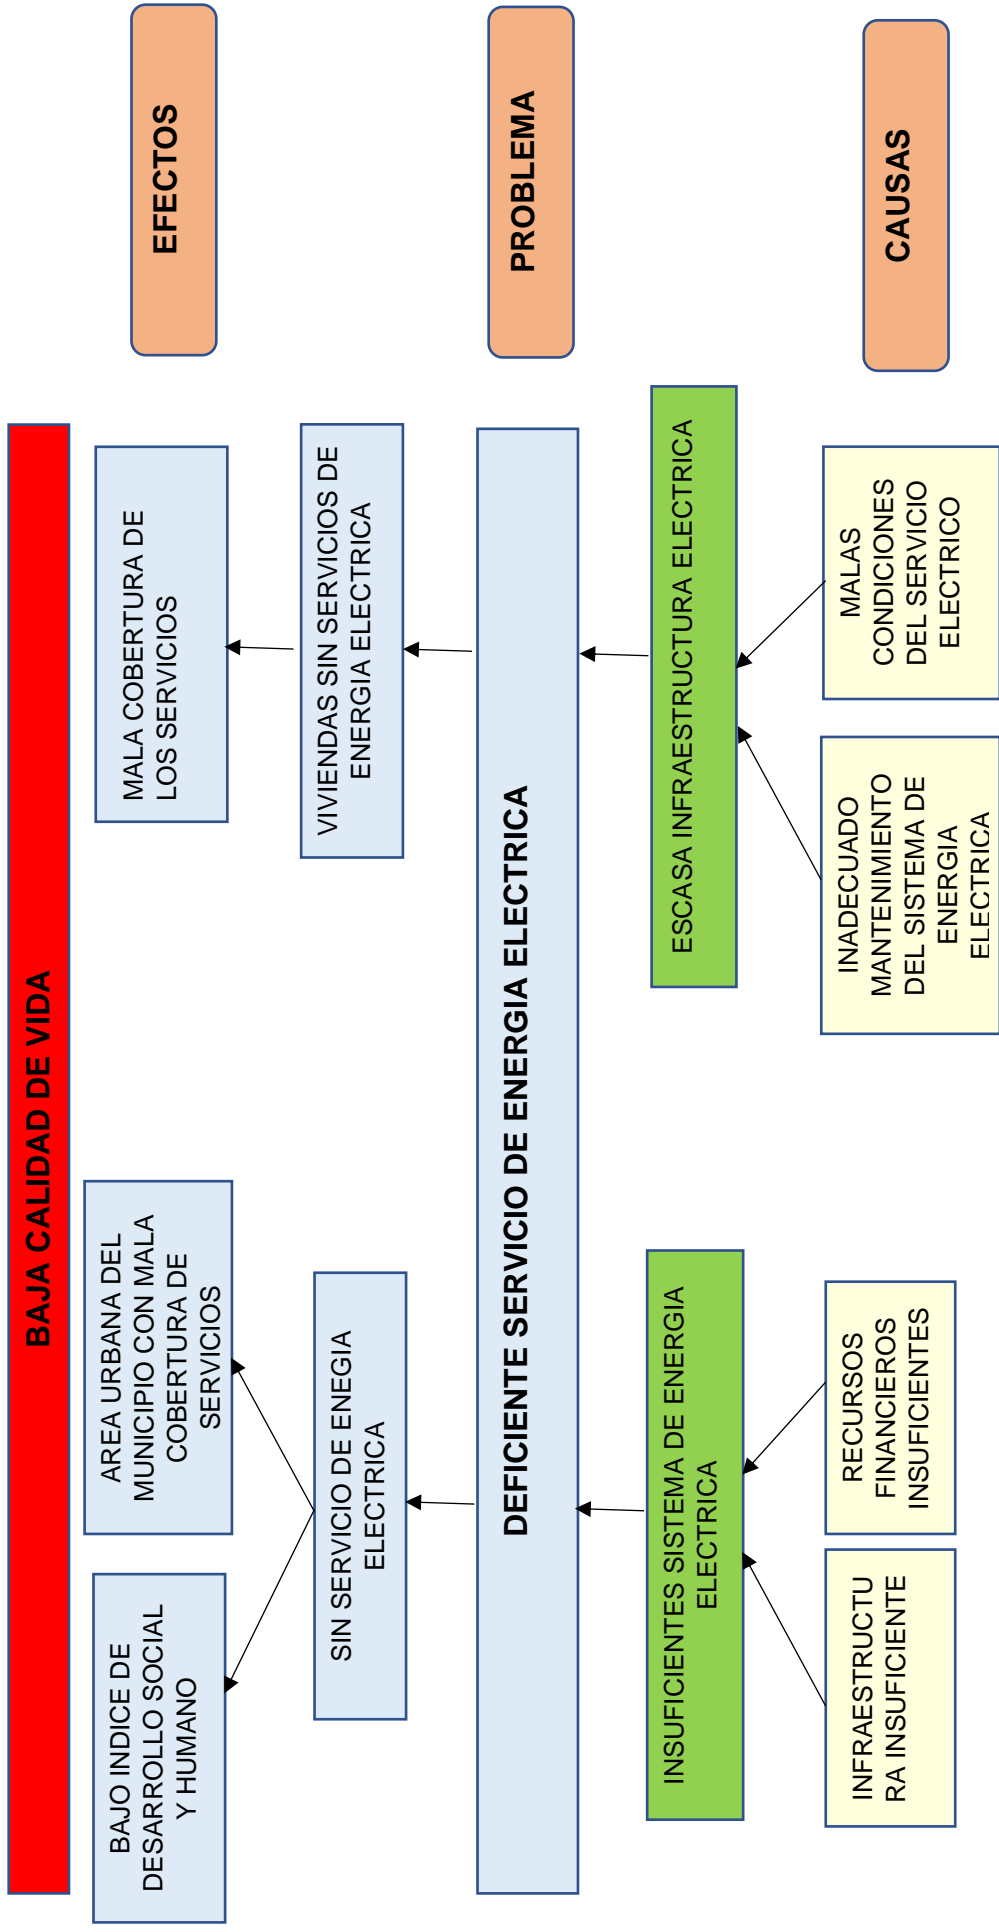 BAJA CALIDAD DE VIDA
BAJO INDICE DE
DESARROLLO SOCIAL
Y HUMANO
AREA URBANA DEL
MUNICIPIO CON MALA
COBERTURA DE
SERVICIOS
MALA COBERTURA DE
LOS SERVICIOS
EFECTOS
SIN SERVICIO DE ENEGIA
ELECTRICA
VIVIENDAS SIN SERVICIOS DE
ENERGIA ELECTRICA
DEFICIENTE SERVICIO DE ENERGIA ELECTRICA
PROBLEMA
INSUFICIENTES SISTEMA DE ENERGIA
ELECTRICA
ESCASA INFRAESTRUCTURA ELECTRICA
INFRAESTRUCTU
RA INSUFICIENTE
RECURSOS
FINANCIEROS
INSUFICIENTES
INADECUADO
MANTENIMIENTO
DEL SISTEMA DE
ENERGIA
ELECTRICA
MALAS
CONDICIONES
DEL SERVICIO
ELECTRICO
CAUSAS